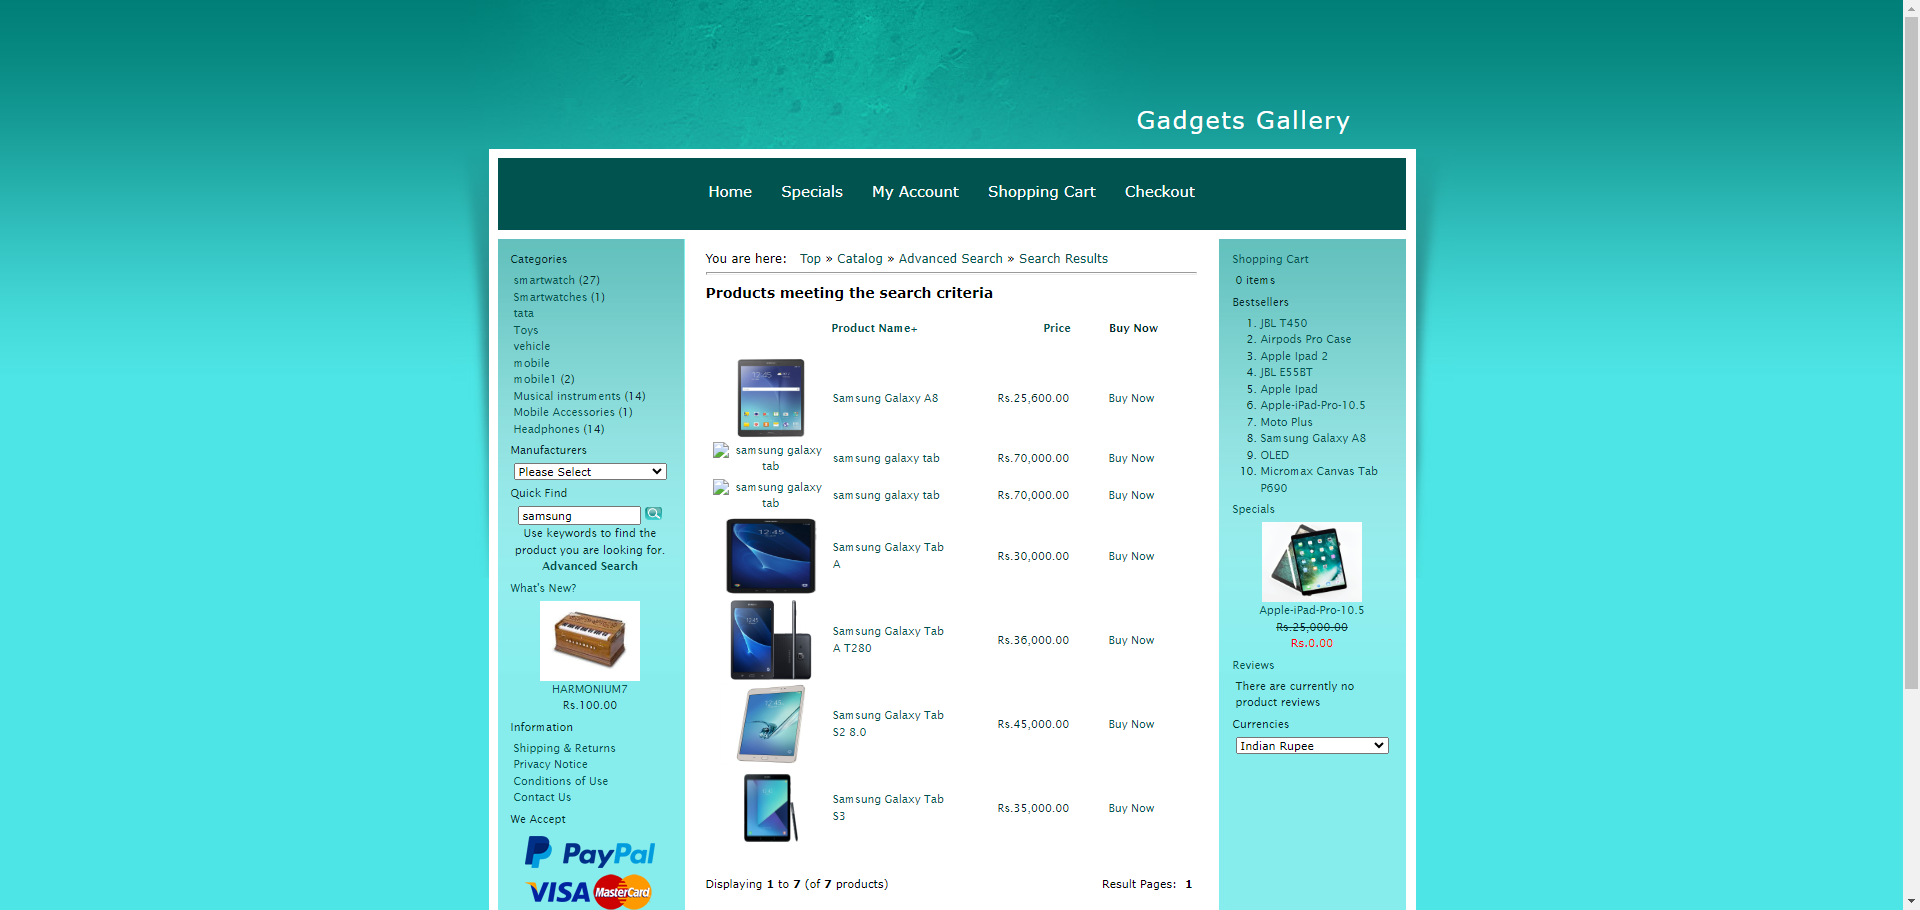 Gadgets Gallery
Home Specials My Account Shopping Cart Checkout
Categories
smartwatch (27)
Smartwatches (1)
tata
Toys
vehicle
mobile
mobile1 (2)
Musical instruments (14)
Mobile Accessories (1)
Headphones (14)
Manufacturers
Please Select
Quick Find
samsung
Use keywords to find the
product you are looking for.
Advanced Search
What's New?
HARMONIUM7
Rs.100.00
Information
Shipping & Returns
Privacy Notice
Conditions of Use
Contact Us
We Accept
PayPal
VISA MasterCard
You are here: Top » Catalog » Advanced Search » Search Results
Products meeting the search criteria
Product Name+ Price Buy Now
Samsung Galaxy A8 Rs.25,600.00 Buy Now
samsung galaxy
tab
samsung galaxy tab Rs.70,000.00 Buy Now
samsung galaxy
tab
samsung galaxy tab Rs.70,000.00 Buy Now
Samsung Galaxy Tab
A
Rs.30,000.00 Buy Now
Samsung Galaxy Tab
A T280
Rs.36,000.00 Buy Now
Samsung Galaxy Tab
S2 8.0
Rs.45,000.00 Buy Now
Samsung Galaxy Tab
S3
Rs.35,000.00 Buy Now
Displaying 1 to 7 (of 7 products) Result Pages: 1
Shopping Cart
0 items
Bestsellers
1. JBL T450
2. Airpods Pro Case
3. Apple Ipad 2
4. JBL E55BT
5. Apple Ipad
6. Apple-iPad-Pro-10.5
7. Moto Plus
8. Samsung Galaxy A8
9. OLED
10. Micromax Canvas Tab
P690
Specials
Apple-iPad-Pro-10.5
Rs.25,000.00
Rs.0.00
Reviews
There are currently no
product reviews
Currencies
Indian Rupee